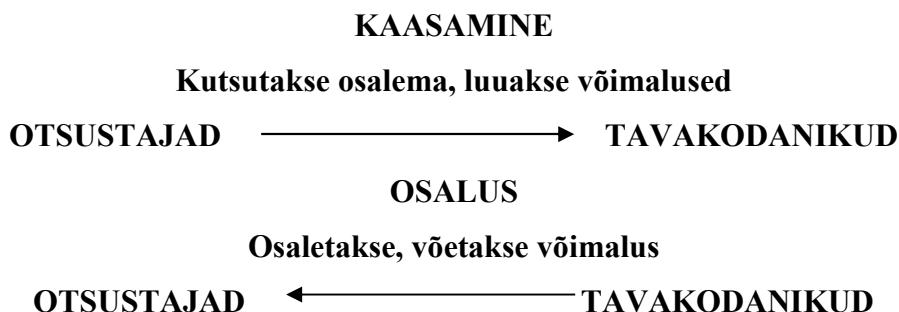 KAASAMINE
Kutsutakse osalema, luuakse võimalused
OTSUSTAJAD TAVAKODANIKUD
OSALUS
Osaletakse, võetakse võimalus
OTSUSTAJAD TAVAKODANIKUD